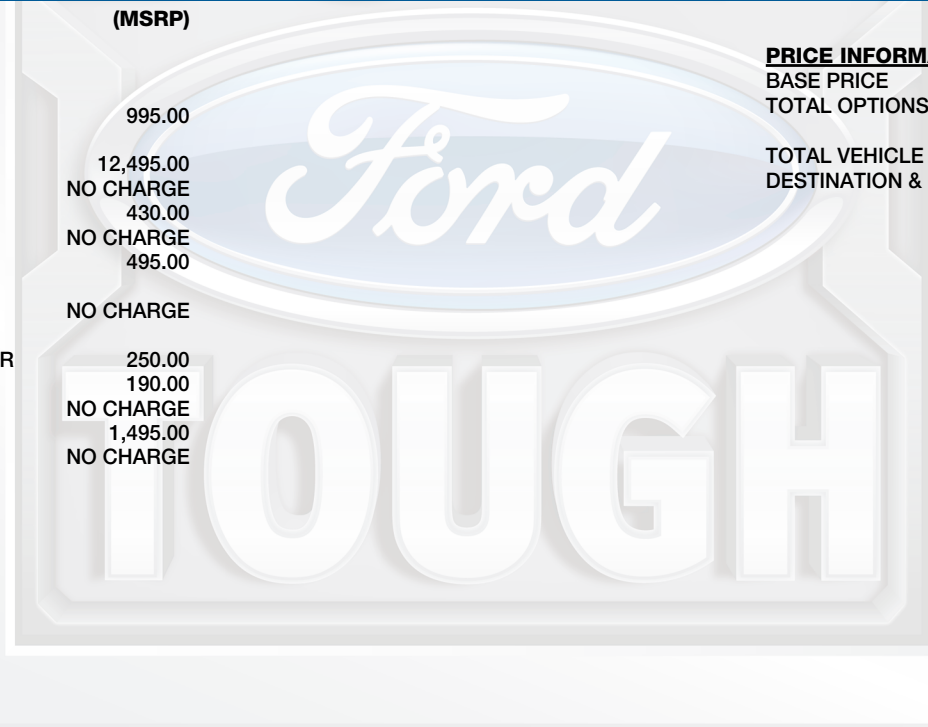 (MSRP)
995.00
12,495.00
NO CHARGE
430.00
NO CHARGE
495.00
NO CHARGE
R 250.00
190.00
NO CHARGE
1,495.00
NO CHARGE
PRICE INFORMA
BASE PRICE
TOTAL OPTIONS
TOTAL VEHICLE
DESTINATION &
Ford
TOUGH